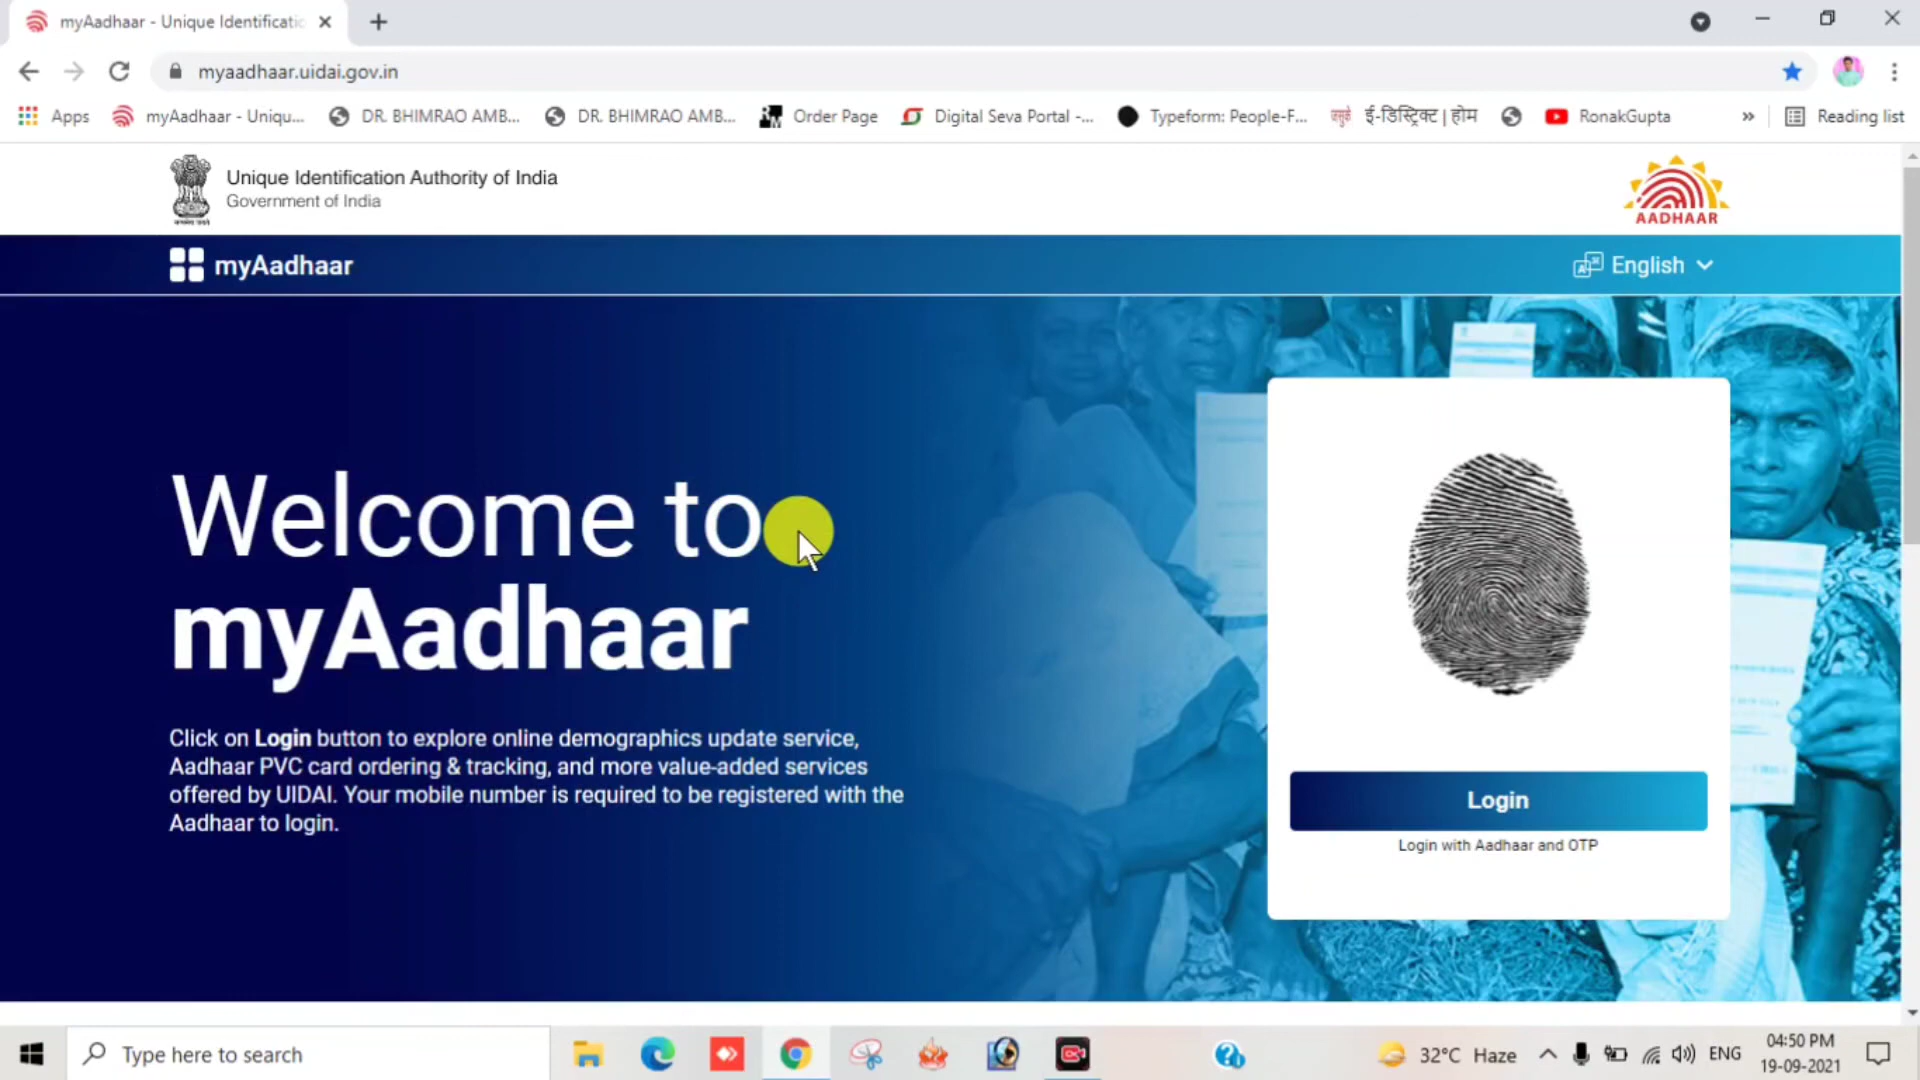 myAadhaar - Unique Identificatio
myaadhaar.uidai.gov.in
Apps
myAadhaar - Uniqu...
DR. BHIMRAO AMB...
DR. BHIMRAO AMB...
Order Page
Digital Seva Portal -...
Typeform: People-F...
ई-डिस्ट्रिक्ट | होम
RonakGupta
»
Reading list
Unique Identification Authority of India
Government of India
AADHAAR
myAadhaar
English
Welcome to
myAadhaar
Click on Login button to explore online demographics update service,
Aadhaar PVC card ordering & tracking, and more value-added services
offered by UIDAI. Your mobile number is required to be registered with the
Aadhaar to login.
Login
Login with Aadhaar and OTP
Type here to search
32°C Haze
ENG
04:50 PM
19-09-2021